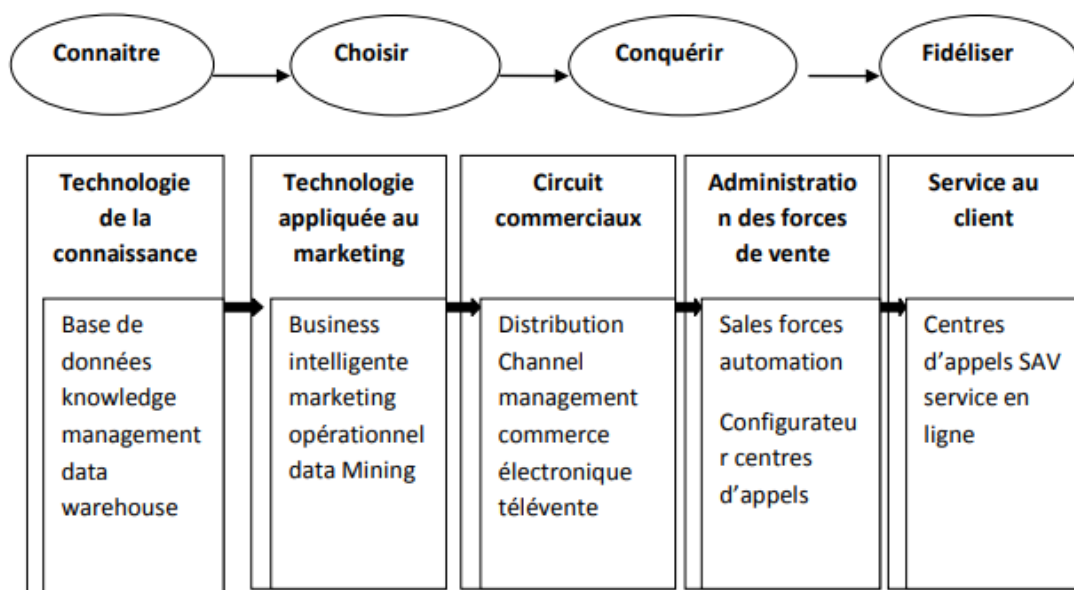 Connaitre
Choisir
Conquérir
Fidéliser
Technologie
de la
connaissance
Base de
données
knowledge
management
data
warehouse
Technologie
appliquée au
marketing
Business
intelligente
marketing
opérationnel
data Mining
Circuit
commerciaux
Distribution
Channel
management
commerce
électronique
télévente
Administratio
n des forces
de vente
Sales forces
automation
Configurateu
r centres
d’appels
Service au
client
Centres
d’appels SAV
service en
ligne